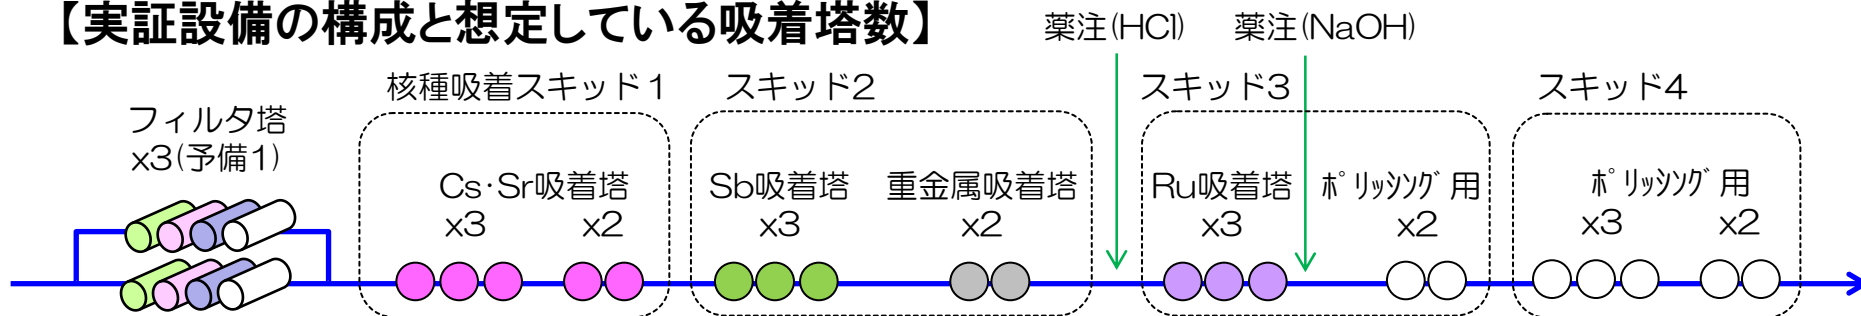 【実証設備の構成と想定している吸着塔数】
薬注(HCl)
薬注(NaOH)
核種吸着スキッド1
スキッド2
スキッド3
スキッド4
フィルタ塔
x3(予備1)
Cs・Sr吸着塔
x3
x2
Sb吸着塔
x3
重金属吸着塔
x2
Ru吸着塔
x3
ﾎﾟﾘｯｼﾝｸﾞ用
x2
ﾎﾟﾘｯｼﾝｸﾞ用
x3
x2